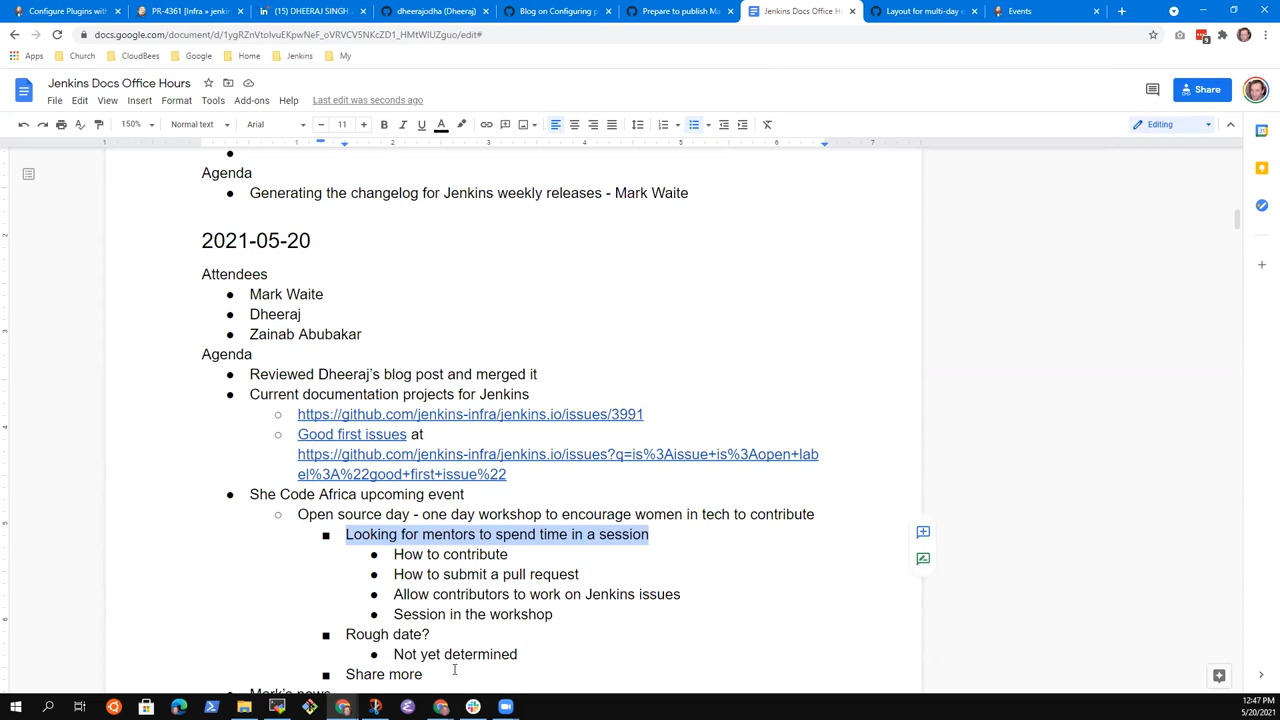 Configure Plugins with
PR-4361 [Infra » jenkin
(15) DHEERAJ SINGH
dheerajodha (Dheeraj)
Blog on Configuring p
Prepare to publish Ma
Jenkins Docs Office H
Layout for multi-day e
Events
docs.google.com/document/d/1ygRZnVtoIvuEKpwNeF_oVRVCV5NKcZD1_HMtWIUZguo/edit#
Apps
Church
CloudBees
Google
Home
Jenkins
My
Jenkins Docs Office Hours
File Edit View Insert Format Tools Add-ons Help Last edit was seconds ago
Share
150% Normal text Arial 11 Editing
Agenda
● Generating the changelog for Jenkins weekly releases - Mark Waite
2021-05-20
Attendees
● Mark Waite
● Dheeraj
● Zainab Abubakar
Agenda
● Reviewed Dheeraj's blog post and merged it
● Current documentation projects for Jenkins
○ https://github.com/jenkins-infra/jenkins.io/issues/3991
○ Good first issues at
https://github.com/jenkins-infra/jenkins.io/issues?q=is%3Aissue+is%3Aopen+lab
el%3A%22good+first+issue%22
● She Code Africa upcoming event
○ Open source day - one day workshop to encourage women in tech to contribute
■ Looking for mentors to spend time in a session
● How to contribute
● How to submit a pull request
● Allow contributors to work on Jenkins issues
● Session in the workshop
■ Rough date?
● Not yet determined
■ Share more
● Mark's news
12:47 PM
5/20/2021